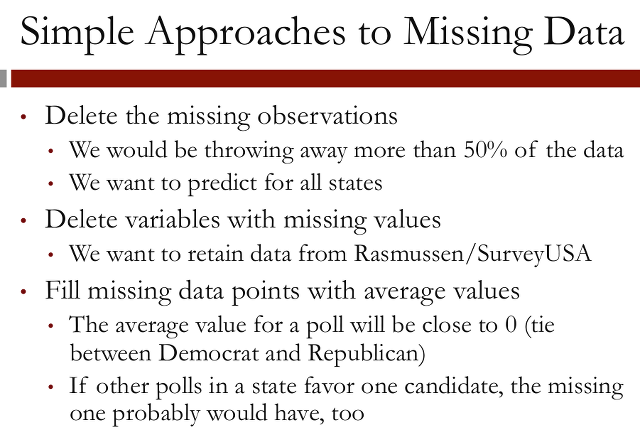 Simple Approaches to Missing Data
• Delete the missing observations
• We would be throwing away more than 50% of the data
• We want to predict for all states
• Delete variables with missing values
• We want to retain data from Rasmussen/SurveyUSA
• Fill missing data points with average values
• The average value for a poll will be close to 0 (tie
between Democrat and Republican)
• If other polls in a state favor one candidate, the missing
one probably would have, too